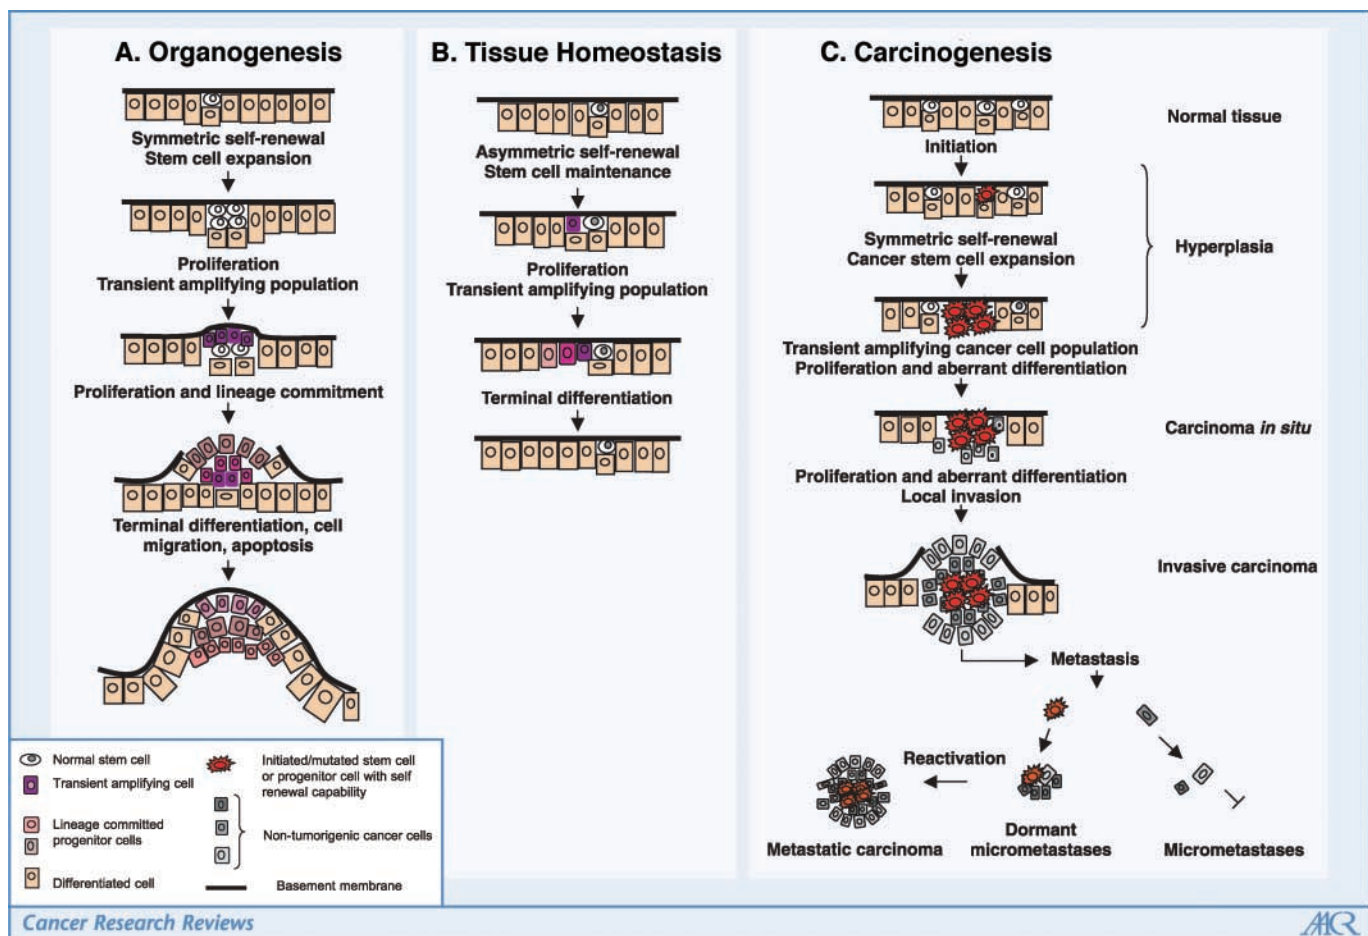 A. Organogenesis
Symmetric self-renewal
Stem cell expansion
Proliferation
Transient amplifying population
Proliferation and lineage commitment
Terminal differentiation, cell
migration, apoptosis
B. Tissue Homeostasis
Asymmetric self-renewal
Stem cell maintenance
Proliferation
Transient amplifying population
Terminal differentiation
C. Carcinogenesis
Normal tissue
Initiation
Hyperplasia
Symmetric self-renewal
Cancer stem cell expansion
Transient amplifying cancer cell population
Proliferation and aberrant differentiation
Carcinoma in situ
Proliferation and aberrant differentiation
Local invasion
Invasive carcinoma
Metastasis
Reactivation
Metastatic carcinoma
Dormant
micrometastases
Micrometastases
Normal stem cell
Transient amplifying cell
Lineage committed
progenitor cells
Differentiated cell
Initiated/mutated stem cell
or progenitor cell with self
renewal capability
Non-tumorigenic cancer cells
Basement membrane
Cancer Research Reviews
AACR